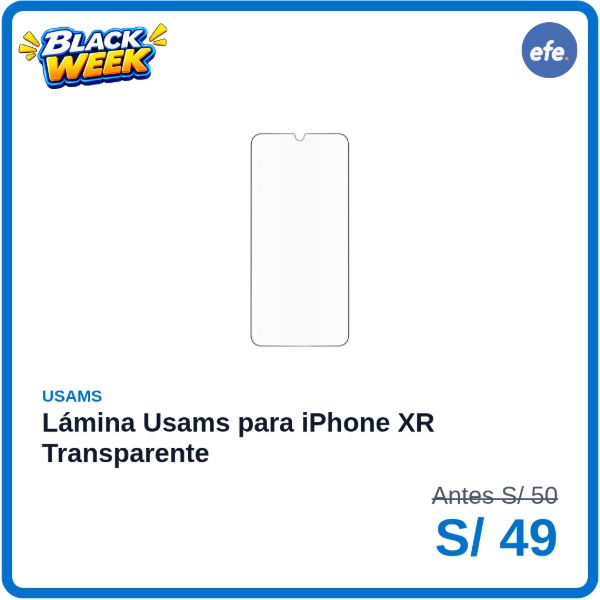 BLACK
WEEK
efe.
USAMS
Lámina Usams para iPhone XR
Transparente
Antes S/ 50
S/ 49